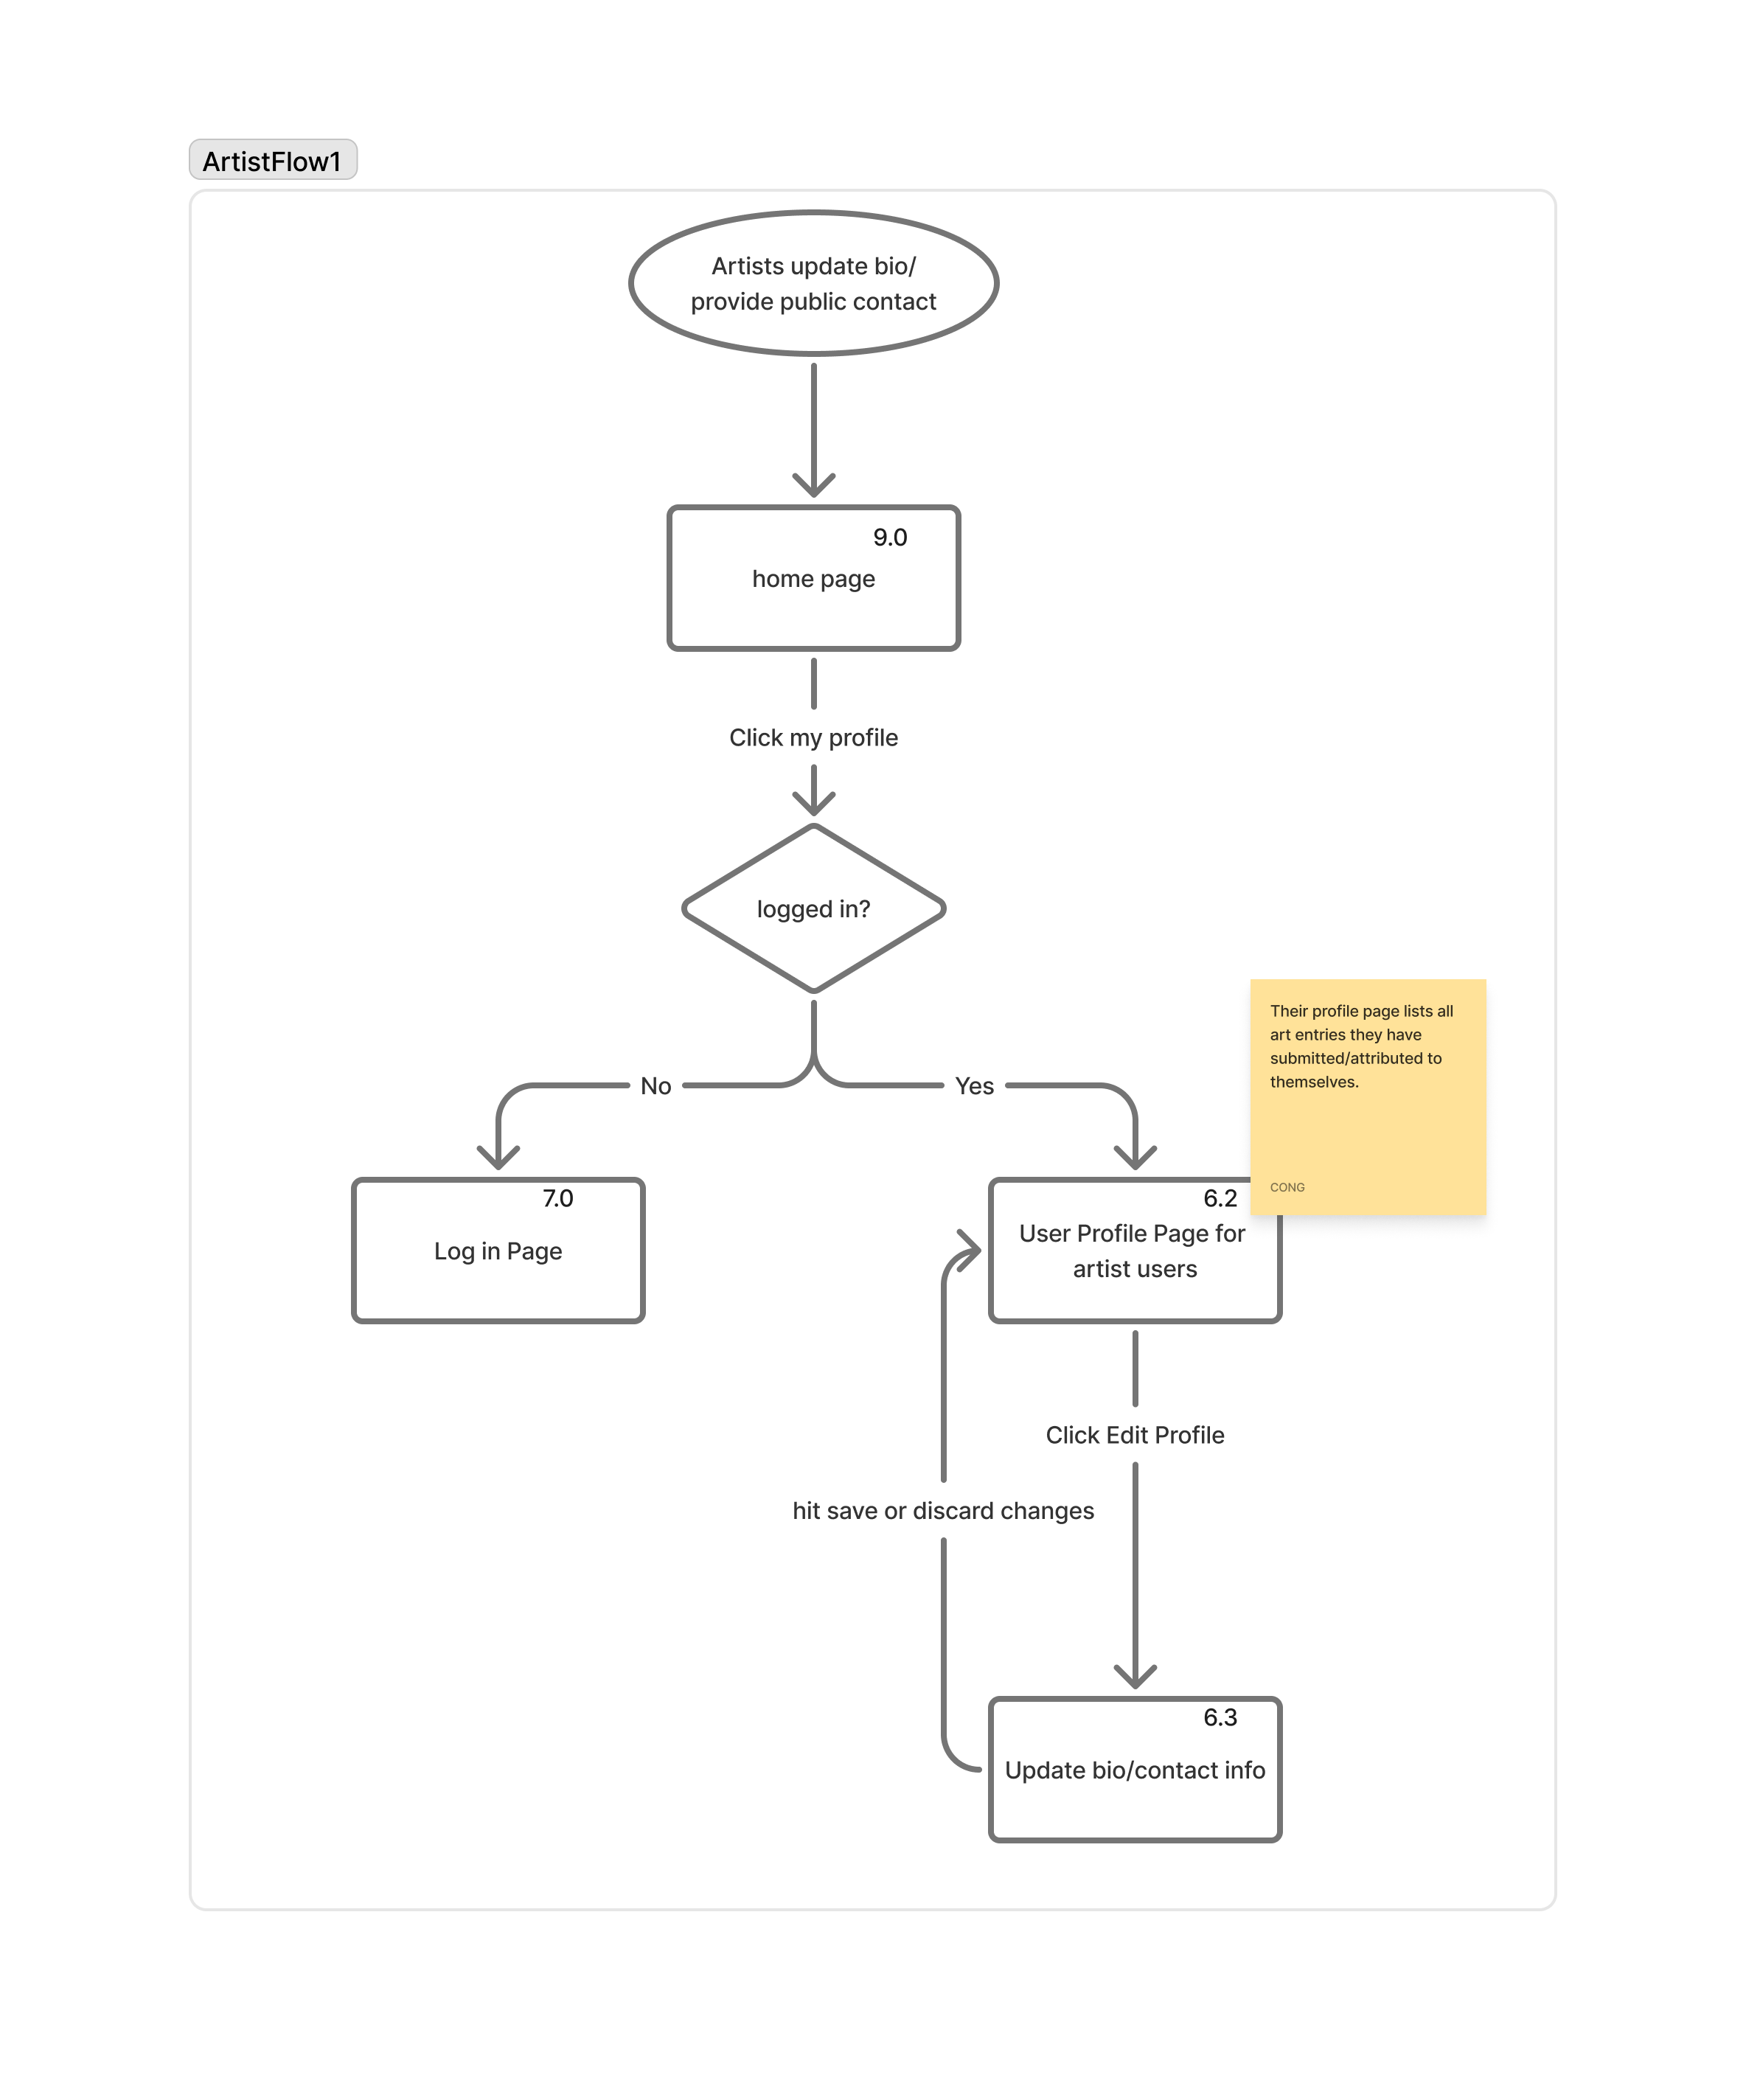 ArtistFlow1
Artists update bio/
provide public contact
9.0
home page
Click my profile
logged in?
No
Yes
Their profile page lists all
art entries they have
submitted/attributed to
themselves.
CONG
7.0
Log in Page
6.2
User Profile Page for
artist users
Click Edit Profile
hit save or discard changes
6.3
Update bio/contact info